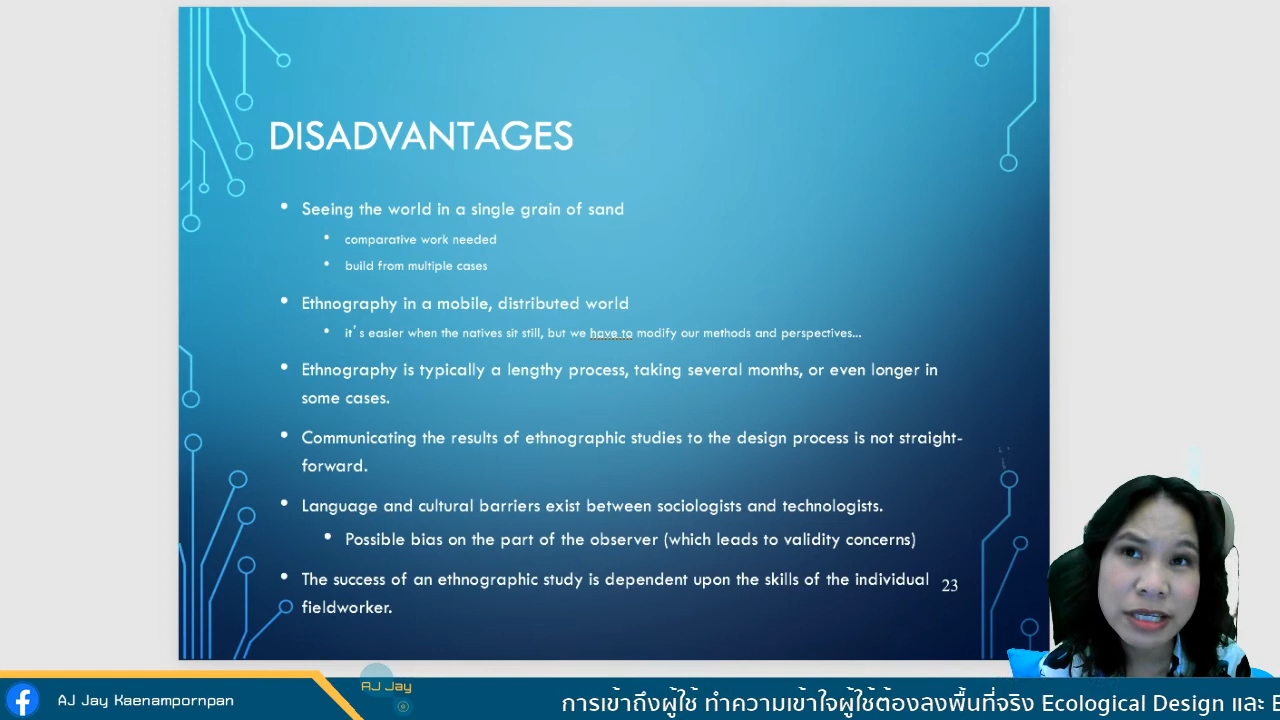 DISADVANTAGES
• Seeing the world in a single grain of sand
• comparative work needed
• build from multiple cases
• Ethnography in a mobile, distributed world
• it's easier when the natives sit still, but we have to modify our methods and perspectives...
• Ethnography is typically a lengthy process, taking several months, or even longer in
some cases.
• Communicating the results of ethnographic studies to the design process is not straight-
forward.
• Language and cultural barriers exist between sociologists and technologists.
• Possible bias on the part of the observer (which leads to validity concerns)
• The success of an ethnographic study is dependent upon the skills of the individual
fieldworker.
23
AJ Jay Kaenampornpan
AJ Jay
การเข้าถึงผู้ใช้ ทำความเข้าใจผู้ใช้ต้องลงพื้นที่จริง Ecological Design และ